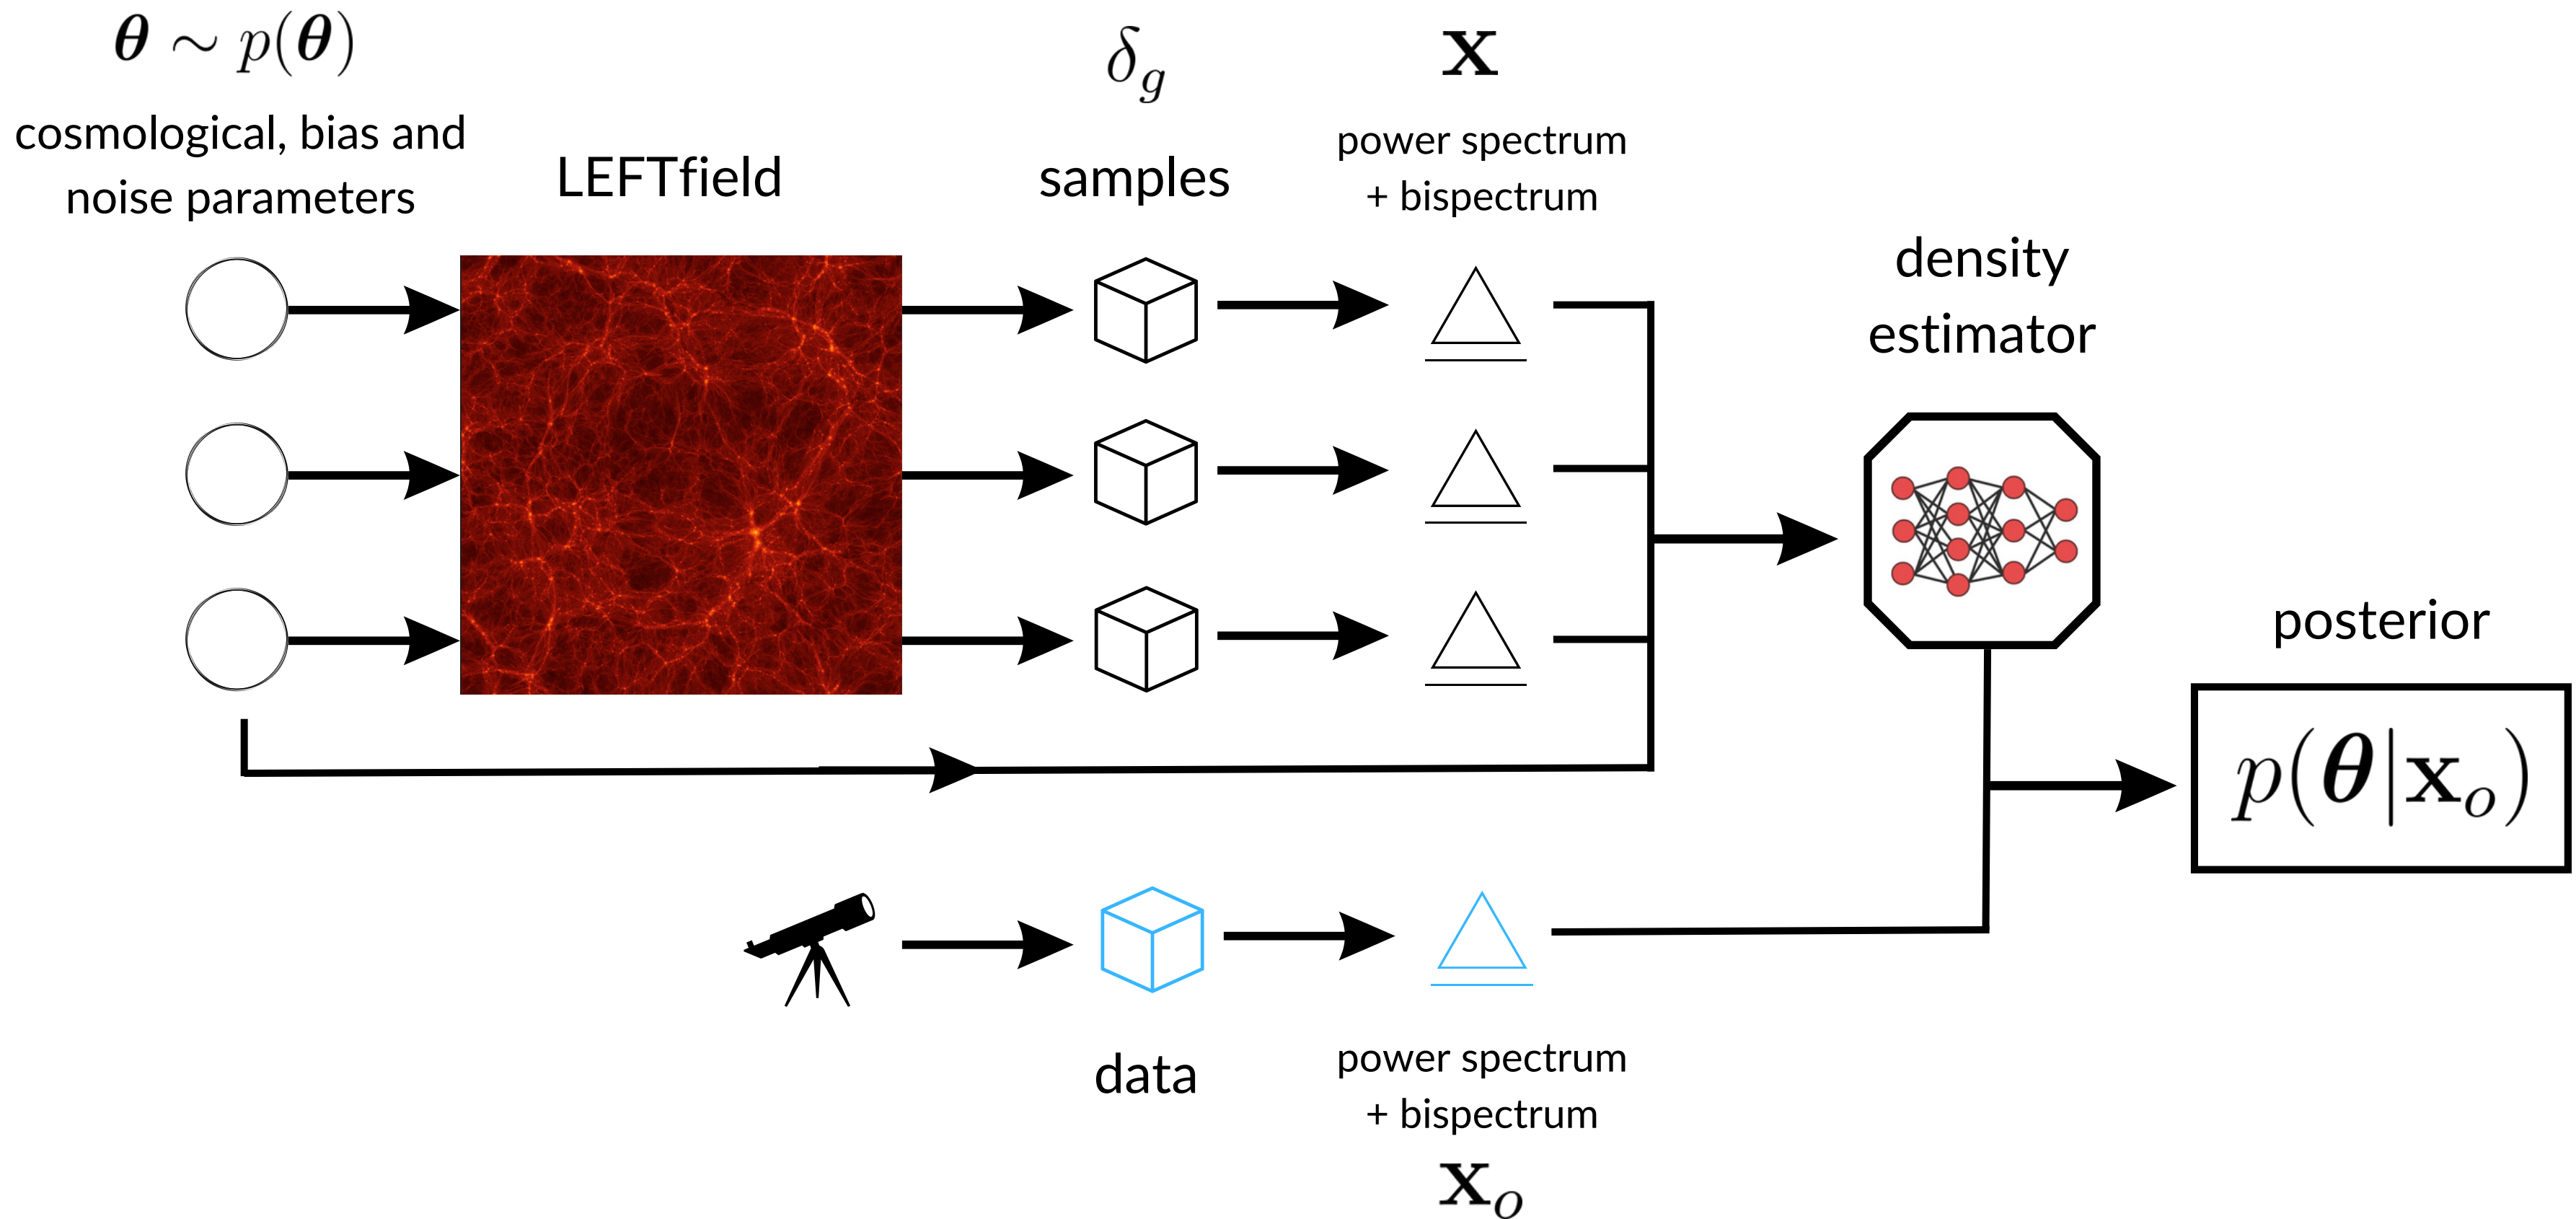 θ ∼ p(θ)
cosmological, bias and
noise parameters
LEFTfield
δ_g
samples
x
power spectrum
+ bispectrum
density
estimator
posterior
p(θ|x_o)
data
power spectrum
+ bispectrum
x_o